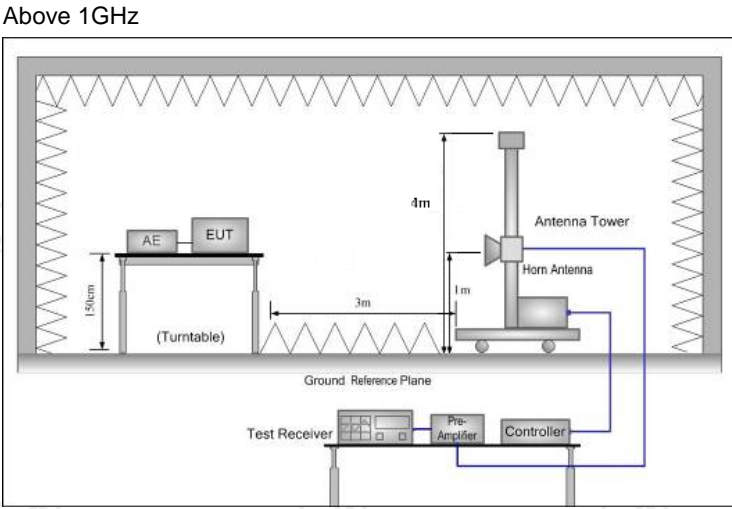 Above 1GHz
4m
Antenna Tower
AE
EUT
Horn Antenna
150cm
3m
1m
(Turntable)
Ground Reference Plane
Test Receiver
Pre-
Amplifier
Controller